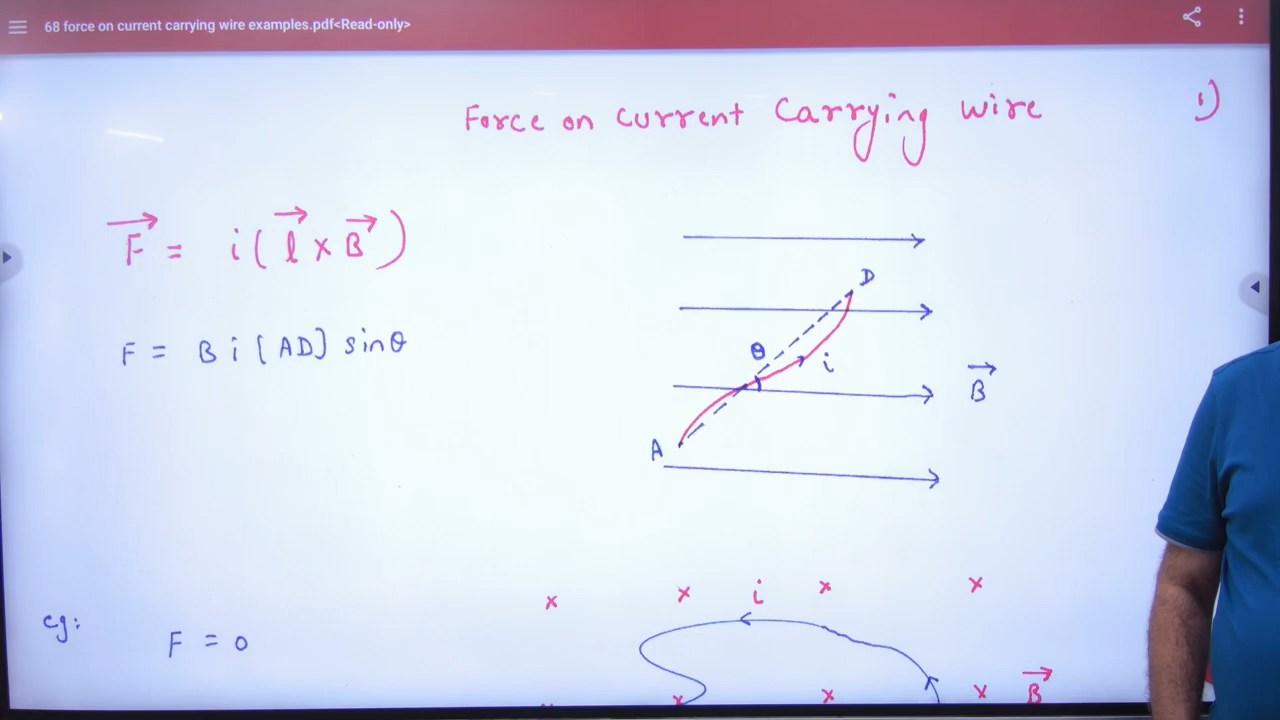 68 force on current carrying wire examples.pdf<Read-only>
Force on current carrying wire
1)
F = i( l × B )
F = B i [AD] sinθ
D
θ
i
B
A
x x i x x
eg:
F = 0
x x x B